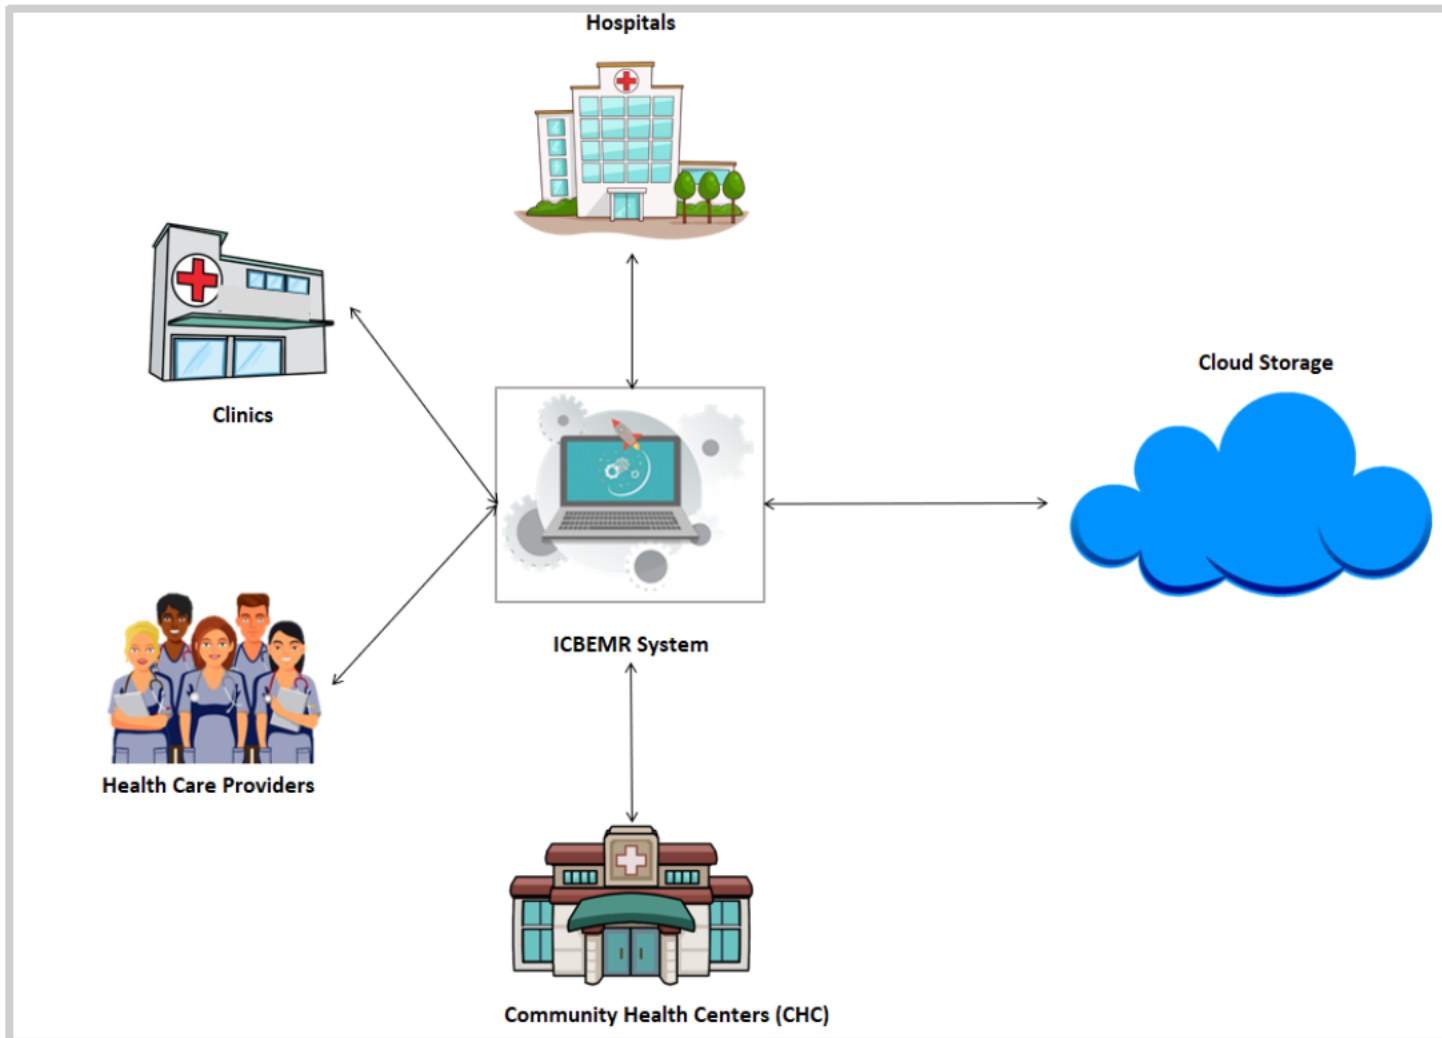 Hospitals
Cloud Storage
Clinics
ICBEMR System
Health Care Providers
Community Health Centers (CHC)